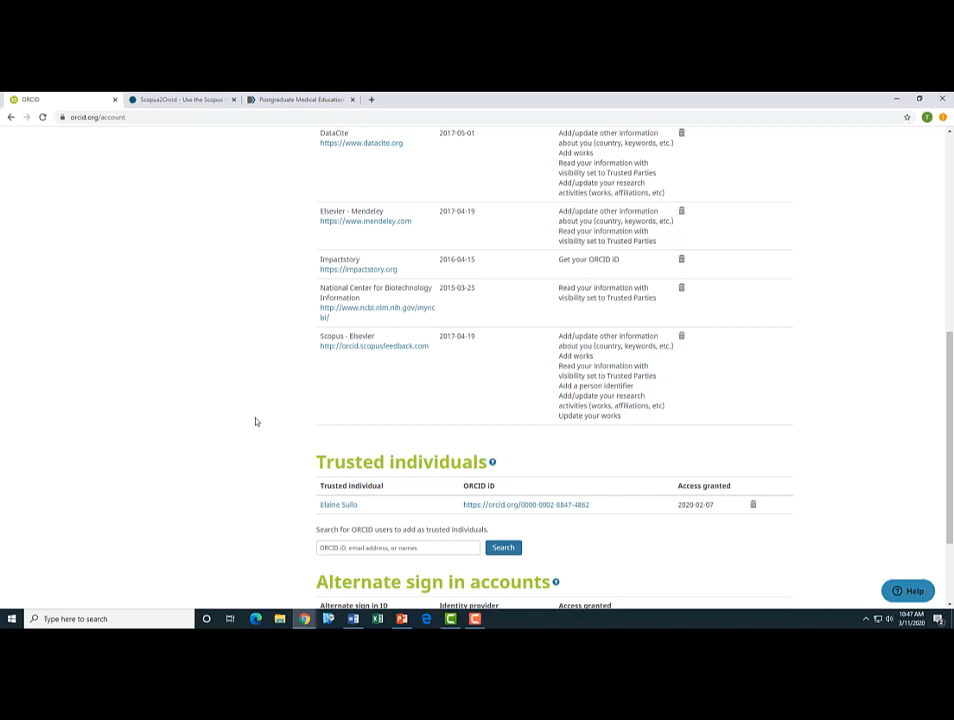 ORCID
Scopus2Orcid - Use the Scopus
Postgraduate Medical Education
orcid.org/account
T
DataCite 2017-05-01 Add/update other information
https://www.datacite.org about you (country, keywords, etc.)
Add works
Read your information with
visibility set to Trusted Parties
Add/update your research
activities (works, affiliations, etc)
Elsevier - Mendeley 2017-04-19 Add/update other information
https://www.mendeley.com about you (country, keywords, etc.)
Read your information with
visibility set to Trusted Parties
Impactstory 2016-04-15 Get your ORCID iD
https://impactstory.org
National Center for Biotechnology 2015-03-25 Read your information with
Information visibility set to Trusted Parties
http://www.ncbi.nlm.nih.gov/mync
bi/
Scopus - Elsevier 2017-04-19 Add/update other information
http://orcid.scopusfeedback.com about you (country, keywords, etc.)
Add works
Read your information with
visibility set to Trusted Parties
Add a person identifier
Add/update your research
activities (works, affiliations, etc)
Update your works
Trusted individuals
Trusted individual ORCID iD Access granted
Elaine Sullo https://orcid.org/0000-0002-8847-4862 2020-02-07
Search for ORCID users to add as trusted individuals.
ORCID iD, email address, or names Search
Alternate sign in accounts
Alternate sign in ID Identity provider Access granted
Help
Type here to search
10:47 AM
3/11/2020